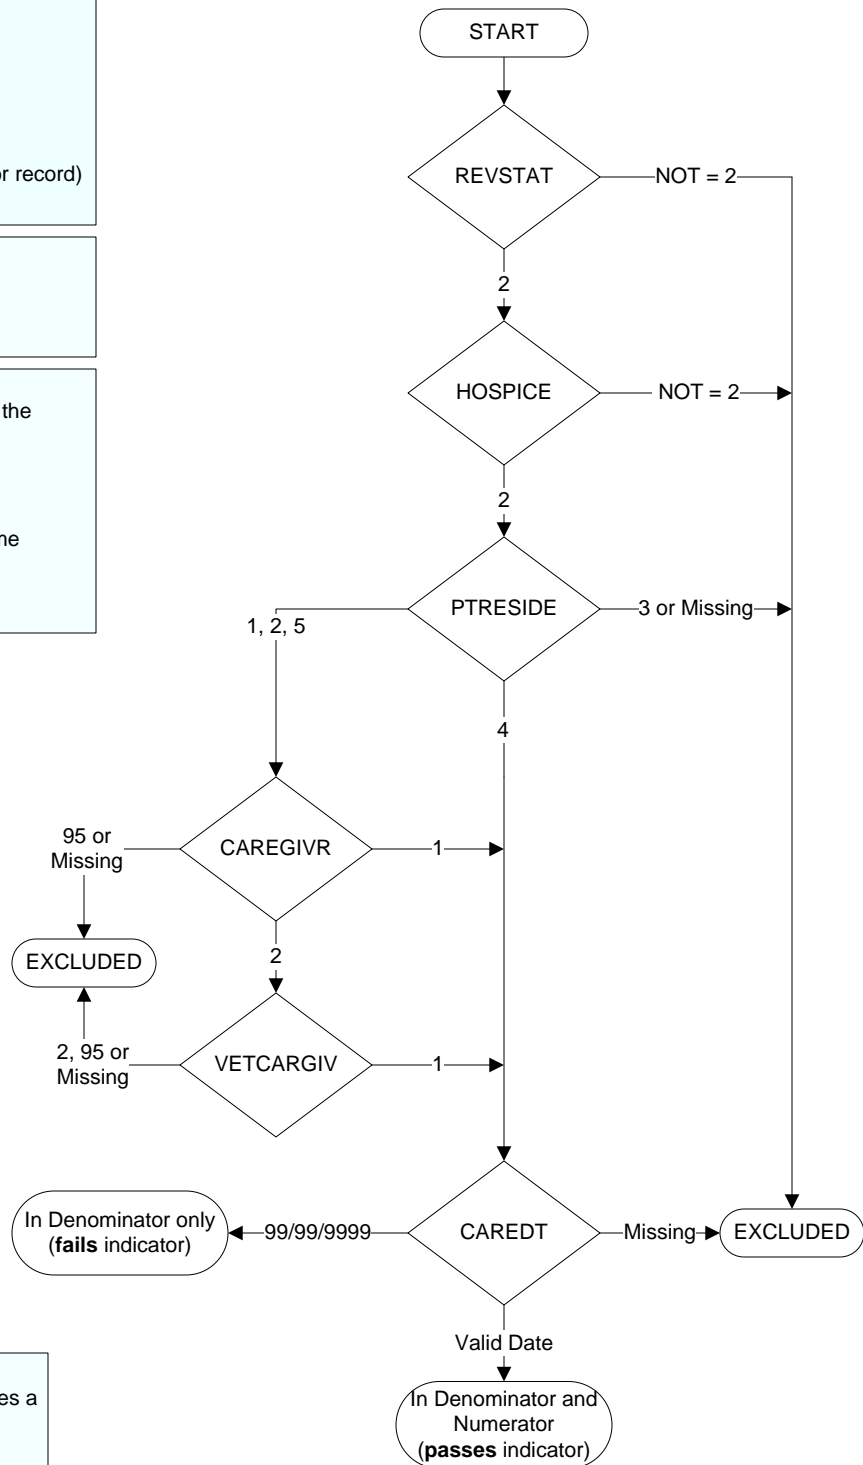 START
r record)
REVSTAT
NOT = 2
2
HOSPICE
NOT = 2
the
2
ne
PTRESIDE
3 or Missing
1, 2, 5
4
95 or
Missing
CAREGIVR
1
EXCLUDED
2
2, 95 or
Missing
VETCARGIV
1
In Denominator only
(fails indicator)
99/99/9999
CAREDT
Missing
EXCLUDED
Valid Date
es a
In Denominator and
Numerator
(passes indicator)